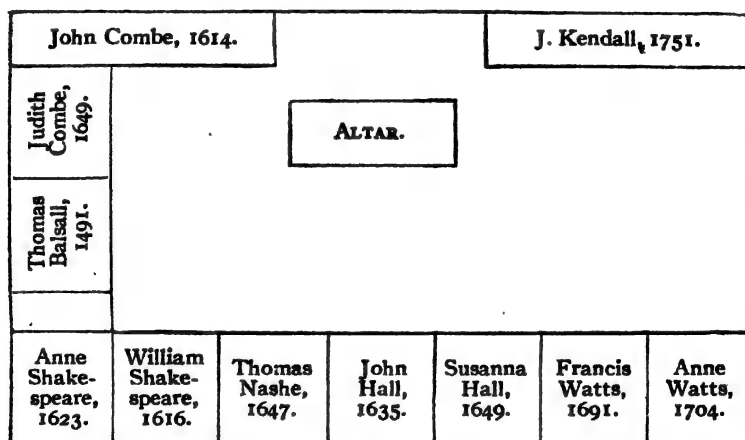 John Combe, 1614.
J. Kendall, 1751.
Judith
Combe,
1649.
ALTAR.
Thomas
Balsall,
1491.
Anne
Shake-
speare,
1623.
William
Shake-
speare,
1616.
Thomas
Nashe,
1647.
John
Hall,
1635.
Susanna
Hall,
1649.
Francis
Watts,
1691.
Anne
Watts,
1704.